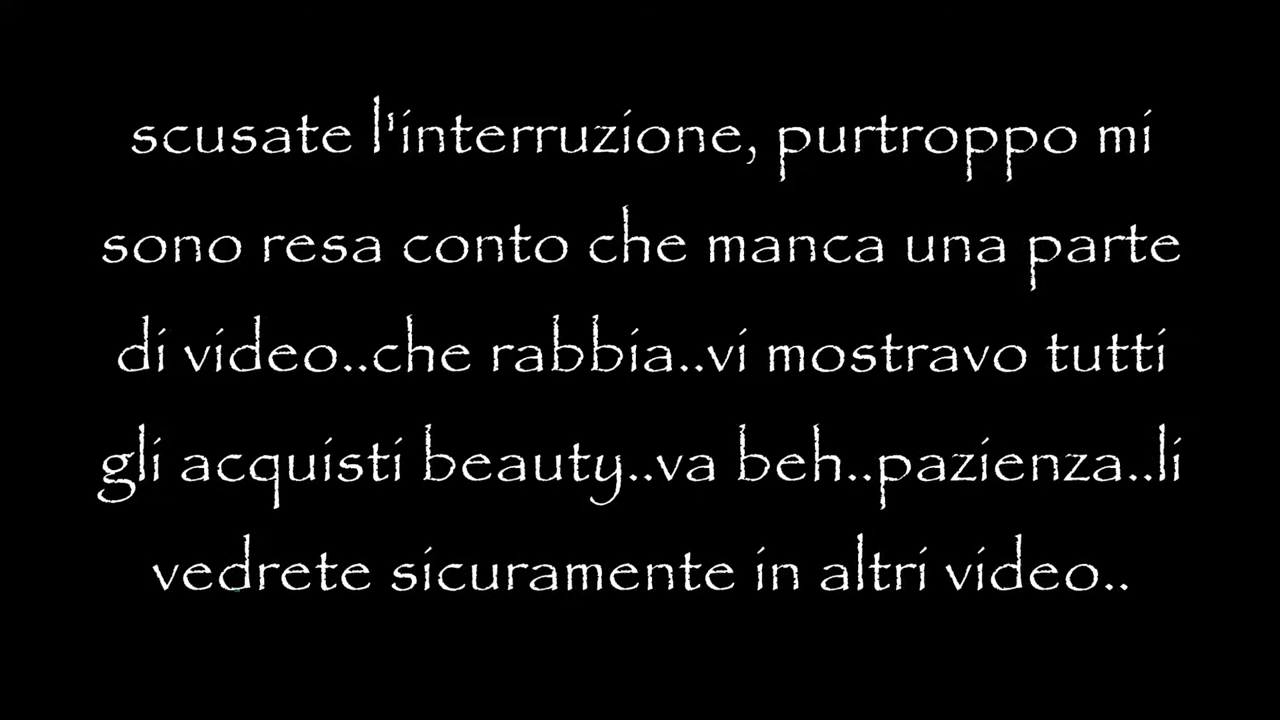 scusate l'interruzione, purtroppo mi
sono resa conto che manca una parte
di video..che rabbia..vi mostravo tutti
gli acquisti beauty..va beh..pazienza..li
vedrete sicuramente in altri video..